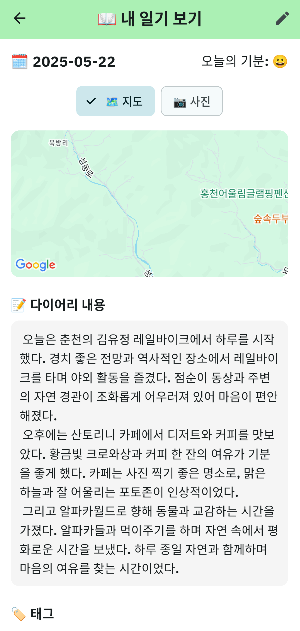 📖 내 일기 보기
🗓️ 2025-05-22
오늘의 기분: 😀
✓ 🗺️ 지도
📷 사진
북방리
홍천어울림글램핑펜션
숲속두부
Google
📝 다이어리 내용
오늘은 춘천의 김유정 레일바이크에서 하루를 시작
했다. 경치 좋은 전망과 역사적인 장소에서 레일바이
크를 타며 야외 활동을 즐겼다. 점순이 동상과 주변
의 자연 경관이 조화롭게 어우러져 있어 마음이 편안
해졌다.
오후에는 산토리니 카페에서 디저트와 커피를 맛보
았다. 황금빛 크로와상과 커피 한 잔의 여유가 기분
을 좋게 했다. 카페는 사진 찍기 좋은 명소로, 맑은
하늘과 잘 어울리는 포토존이 인상적이었다.
그리고 알파카월드로 향해 동물과 교감하는 시간을
가졌다. 알파카들과 먹이주기를 하며 자연 속에서 평
화로운 시간을 보냈다. 하루 종일 자연과 함께하며
마음의 여유를 찾는 시간이었다.
🏷️ 태그